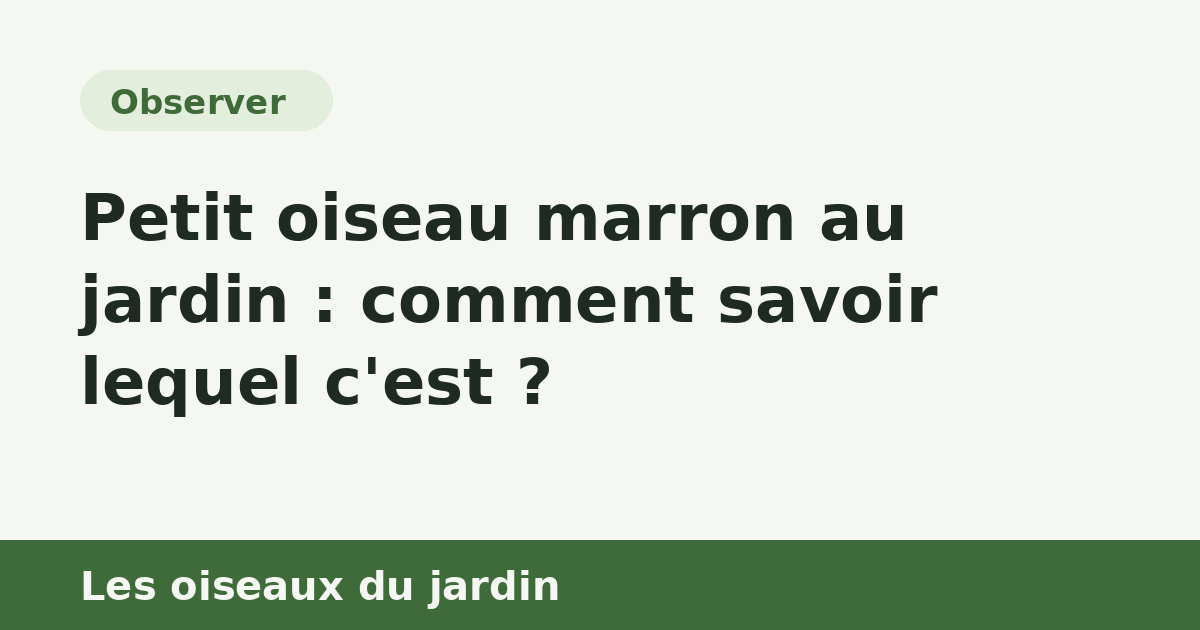 Observer
Petit oiseau marron au
jardin : comment savoir
lequel c'est ?
Les oiseaux du jardin